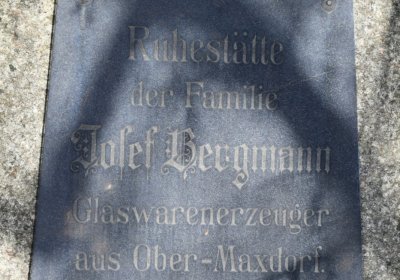 Ruhestätte
der Familie
Josef Bergmann
Glaswarenerzeuger
aus Ober-Maxdorf.